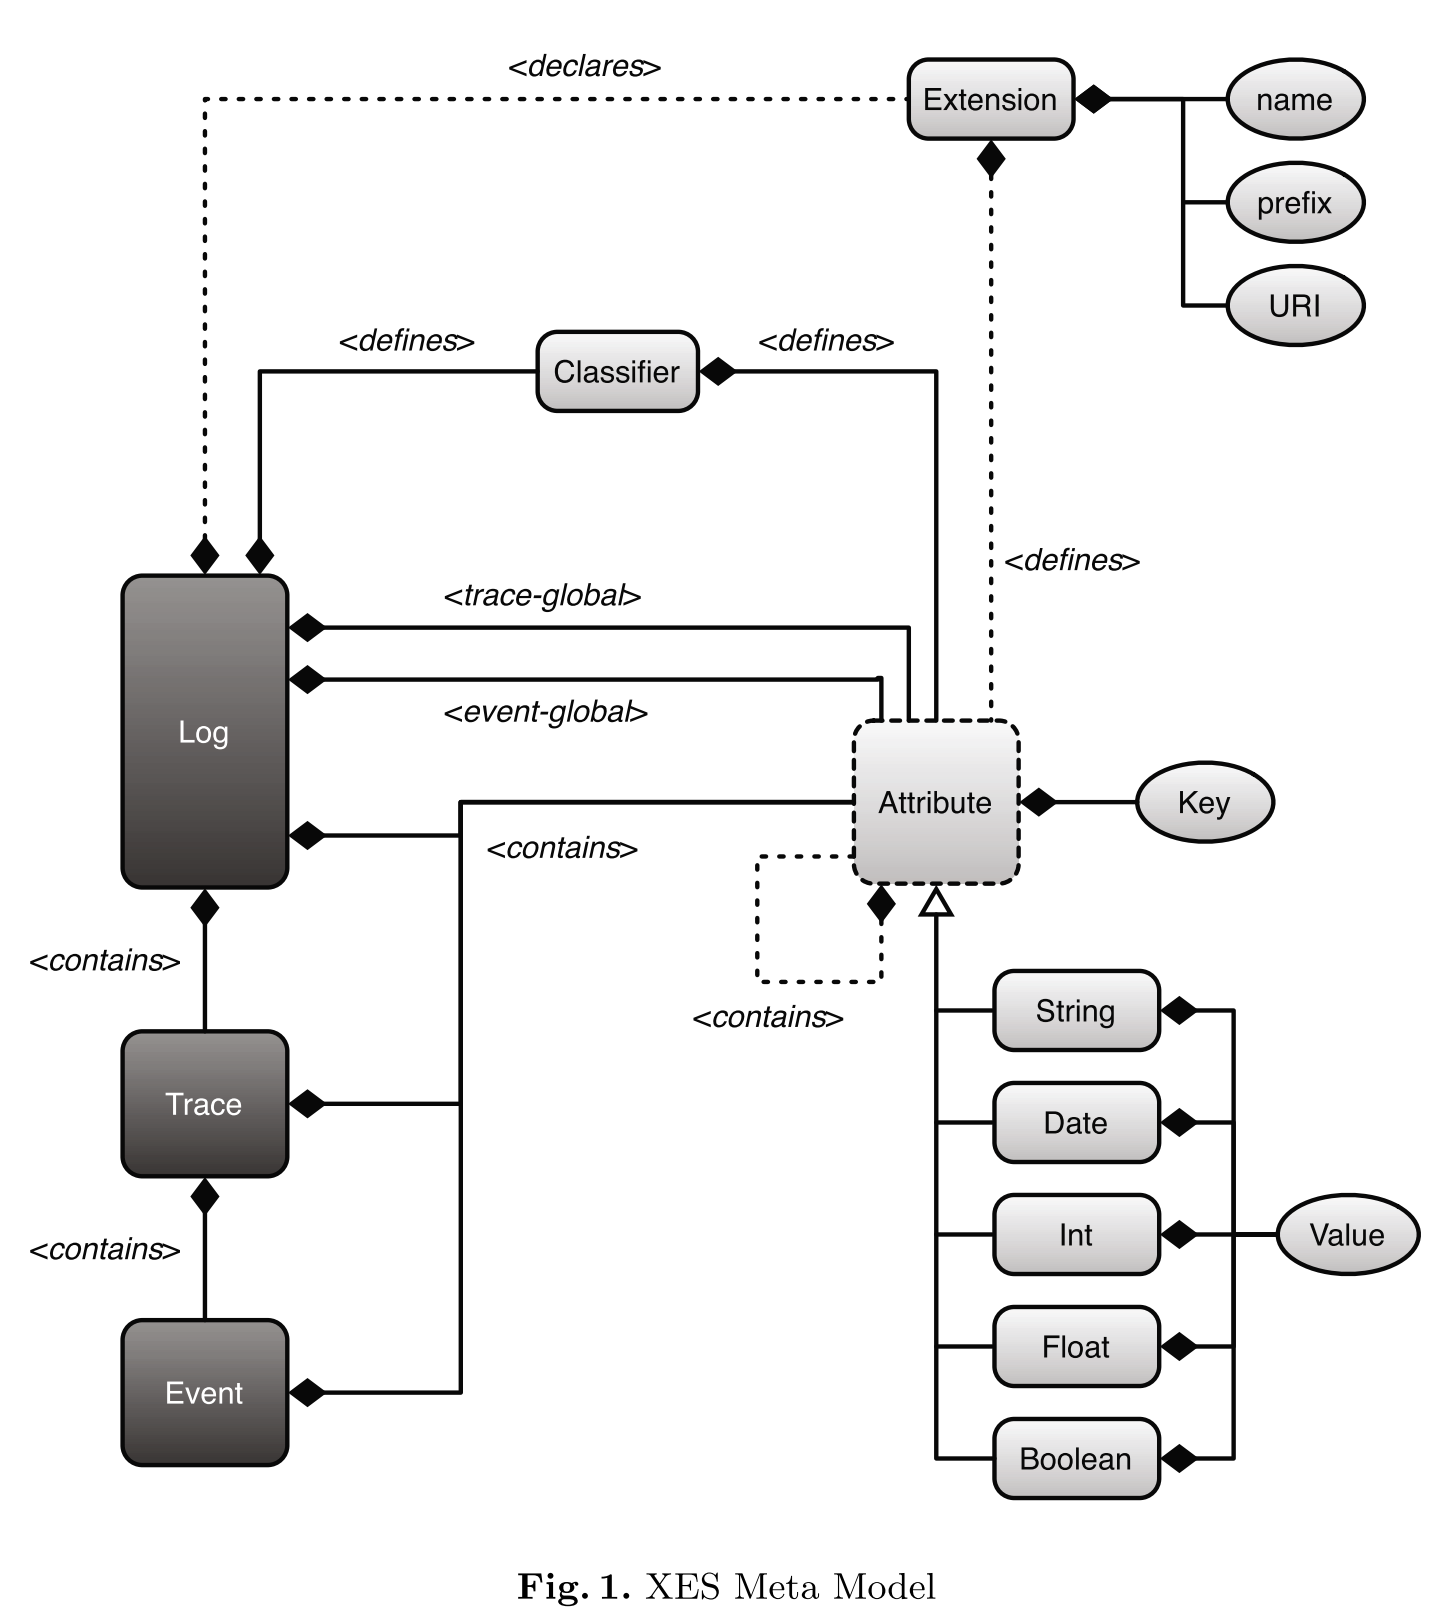 <declares>
Extension
name
prefix
URI
<defines>
Classifier
<defines>
<defines>
<trace-global>
<event-global>
Log
Attribute
Key
<contains>
<contains>
<contains>
String
Trace
Date
<contains>
Int
Value
Float
Event
Boolean
Fig. 1. XES Meta Model